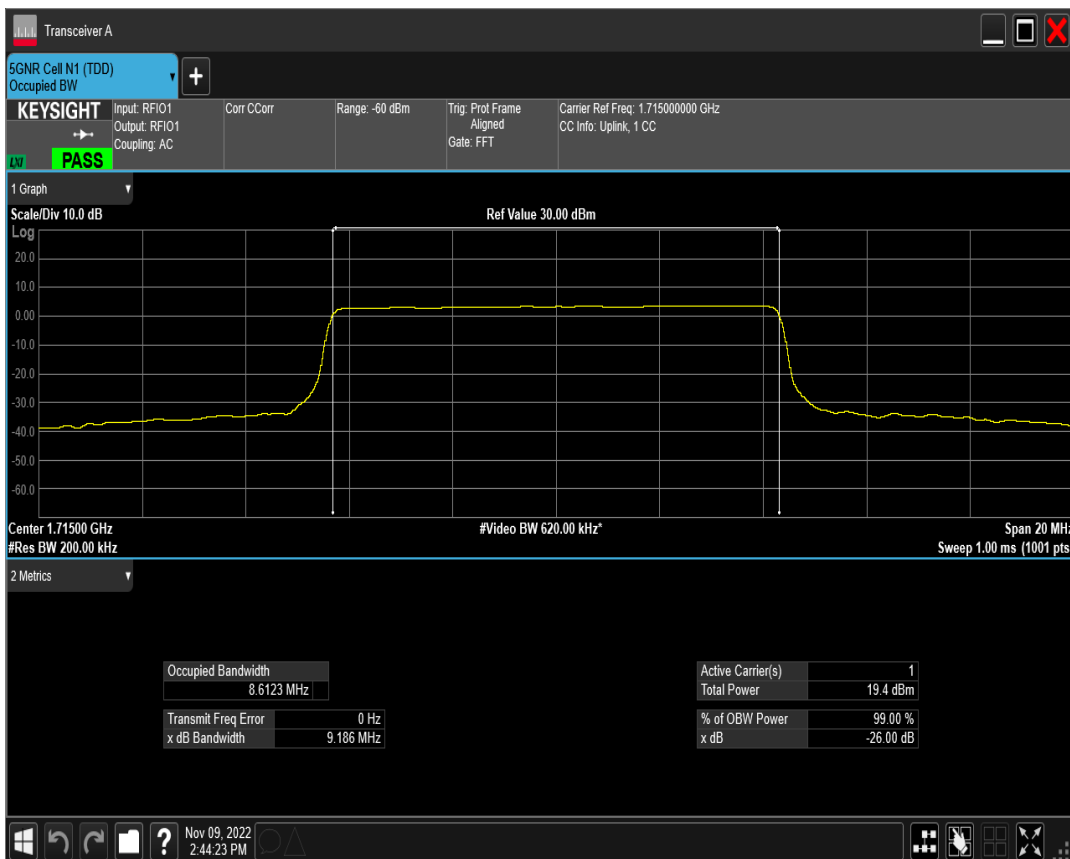 Transceiver A
5GNR Cell N1 (TDD)
Occupied BW
+
KEYSIGHT
LXI
PASS
Input: RFIO1
Output: RFIO1
Coupling: AC
Corr CCorr
Range: -60 dBm
Trig: Prot Frame
Aligned
Gate: FFT
Carrier Ref Freq: 1.715000000 GHz
CC Info: Uplink, 1 CC
1 Graph
Scale/Div 10.0 dB
Ref Value 30.00 dBm
Log
20.0
10.0
0.00
-10.0
-20.0
-30.0
-40.0
-50.0
-60.0
Center 1.71500 GHz
#Video BW 620.00 kHz*
Span 20 MHz
#Res BW 200.00 kHz
Sweep 1.00 ms (1001 pts
2 Metrics
Occupied Bandwidth
8.6123 MHz
Transmit Freq Error 0 Hz
x dB Bandwidth 9.186 MHz
Active Carrier(s) 1
Total Power 19.4 dBm
% of OBW Power 99.00 %
x dB -26.00 dB
?
Nov 09, 2022
2:44:23 PM